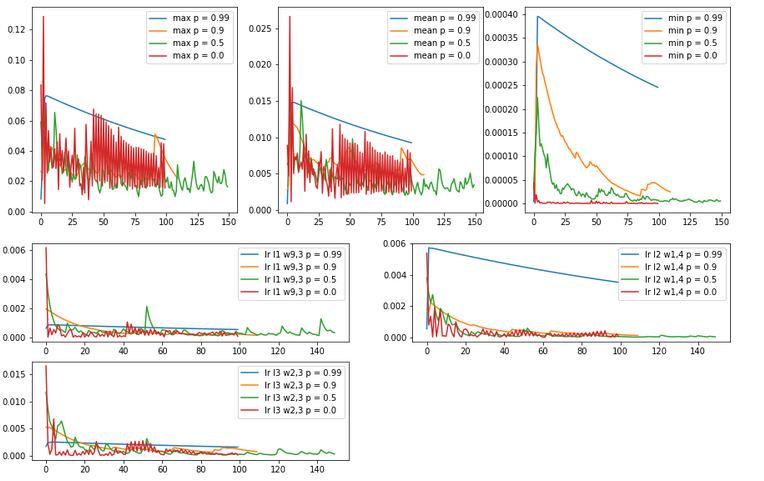 max p = 0.99
max p = 0.9
max p = 0.5
max p = 0.0
0.12
0.10
0.08
0.06
0.04
0.02
0.00
0 50 100 150
mean p = 0.99
mean p = 0.9
mean p = 0.5
mean p = 0.0
0.025
0.020
0.015
0.010
0.005
0.000
0 50 100 150
min p = 0.99
min p = 0.9
min p = 0.5
min p = 0.0
0.00040
0.00035
0.00030
0.00025
0.00020
0.00015
0.00010
0.00005
0.00000
0 50 100 150
lr l1 w9,3 p = 0.99
lr l1 w9,3 p = 0.9
lr l1 w9,3 p = 0.5
lr l1 w9,3 p = 0.0
0.006
0.004
0.002
0.000
0 20 40 60 80 100 120 140
lr l2 w1,4 p = 0.99
lr l2 w1,4 p = 0.9
lr l2 w1,4 p = 0.5
lr l2 w1,4 p = 0.0
0.006
0.004
0.002
0.000
0 20 40 60 80 100 120 140
lr l3 w2,3 p = 0.99
lr l3 w2,3 p = 0.9
lr l3 w2,3 p = 0.5
lr l3 w2,3 p = 0.0
0.015
0.010
0.005
0.000
0 20 40 60 80 100 120 140